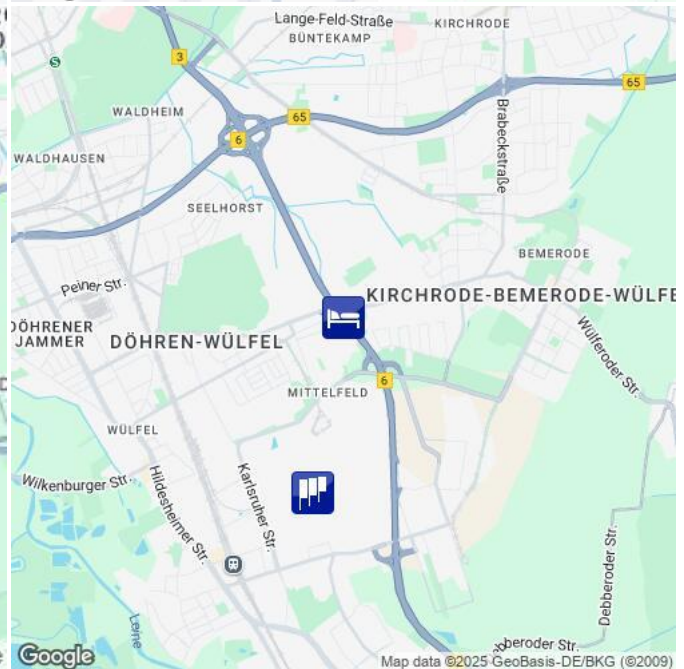 Lange-Feld-Straße
KIRCHRODE
BÜNTEKAMP
3
S
65
65
WALDHEIM
6
Brabeckstraße
WALDHAUSEN
SEELHORST
BEMERODE
Peiner Str.
KIRCHRODE-BEMERODE-WÜLFE
DÖHRENER
JAMMER
DÖHREN-WÜLFEL
Wülferoder Str.
6
MITTELFELD
WÜLFEL
Wilkenburger Str.
Hildesheimer Str.
Karlsruher Str.
Debberoder Str.
Leine
ebberoder Str.
Google
Map data ©2025 GeoBasis-DE/BKG (©2009)